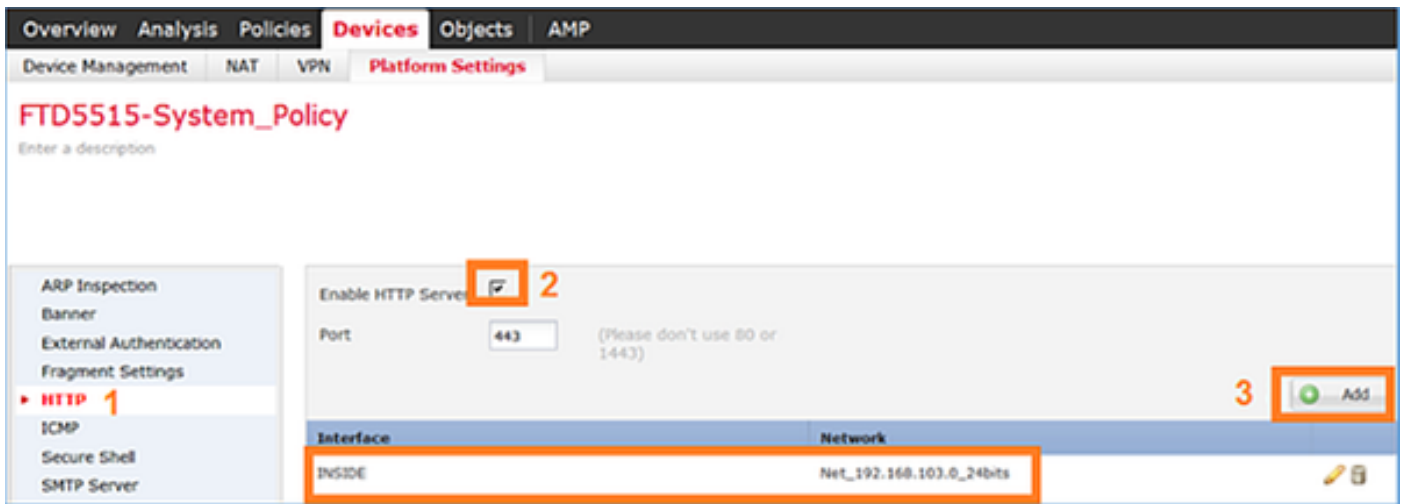 Overview Analysis Policies Devices Objects AMP
Device Management NAT VPN Platform Settings
FTD5515-System_Policy
Enter a description
ARP Inspection
Banner
External Authentication
Fragment Settings
HTTP 1
ICMP
Secure Shell
SMTP Server
Enable HTTP Server 2
Port 443 (Please don't use 80 or
1443)
3 Add
Interface Network
INSIDE Net_192.168.103.0_24bits